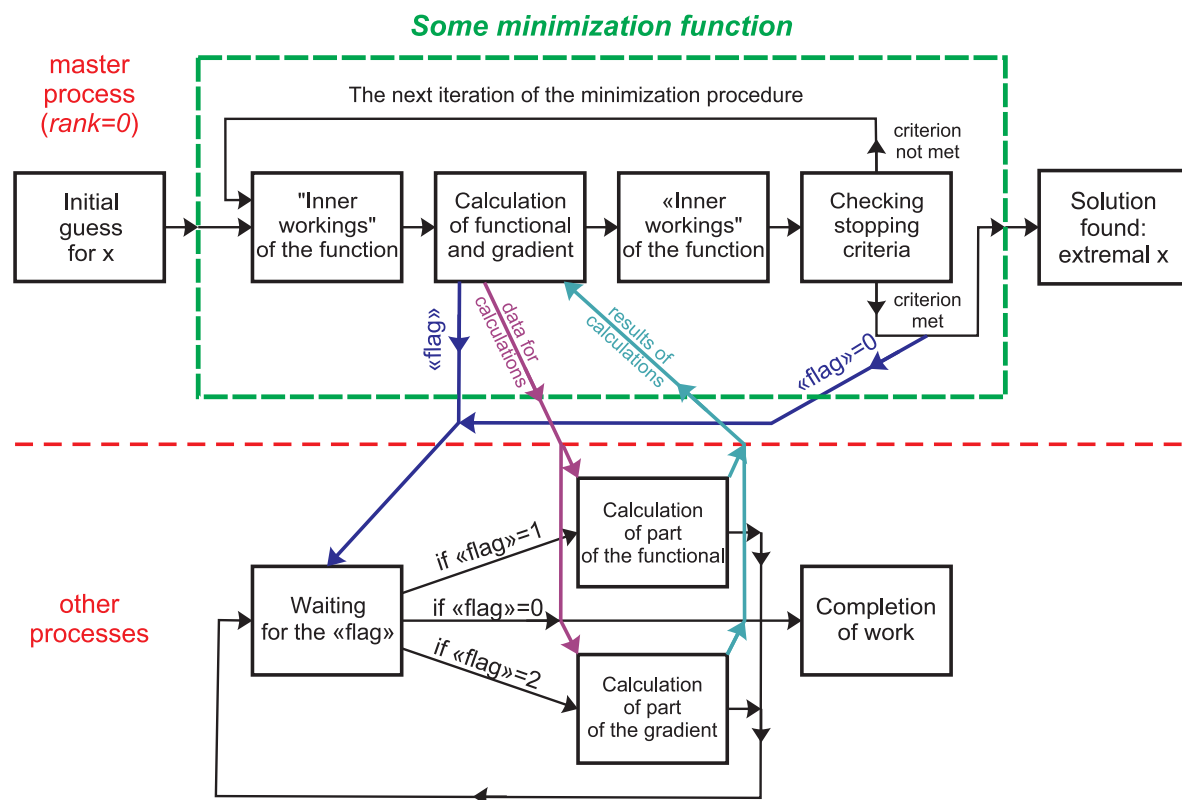 Some minimization function
master
process
(rank=0)
The next iteration of the minimization procedure
criterion
not met
Initial
guess
for x
"Inner
workings"
of the function
Calculation
of functional
and gradient
«Inner
workings"
of the function
Checking
stopping
criteria
Solution
found:
extremal x
criterion
met
«flag»
data for
calculations
results of
calculations
«flag»=0
other
processes
Waiting
for the «flag»
if «flag»=1
if «flag»=0
if «flag»=2
Calculation
of part
of the functional
Calculation
of part
of the gradient
Completion
of work